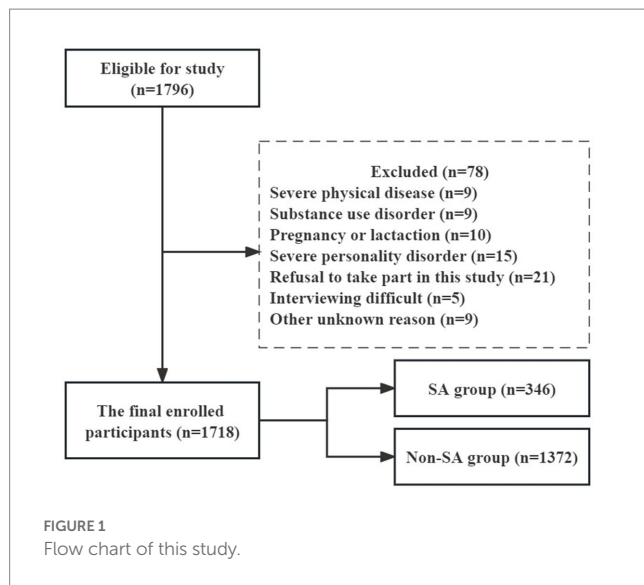 Eligible for study
(n=1796)
Excluded (n=78)
Severe physical disease (n=9)
Substance use disorder (n=9)
Pregnancy or lactaction (n=10)
Severe personality disorder (n=15)
Refusal to take part in this study (n=21)
Interviewing difficult (n=5)
Other unknown reason (n=9)
The final enrolled
participants (n=1718)
SA group (n=346)
Non-SA group (n=1372)
FIGURE 1
Flow chart of this study.